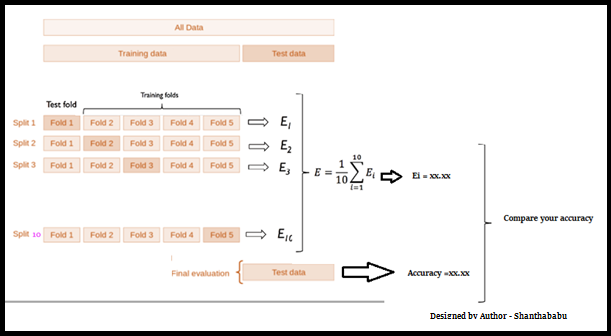 All Data
Training data Test data
Training folds
Test fold
Split 1 Fold 1 Fold 2 Fold 3 Fold 4 Fold 5 E1
Split 2 Fold 1 Fold 2 Fold 3 Fold 4 Fold 5 E2
Split 3 Fold 1 Fold 2 Fold 3 Fold 4 Fold 5 E3
E = 1/10 10 ∑ i=1 Ei Ei = xx.xx
Compare your accuracy
Split 10 Fold 1 Fold 2 Fold 3 Fold 4 Fold 5 E10
Final evaluation Test data Accuracy =xx.xx
Designed by Author - Shanthababu